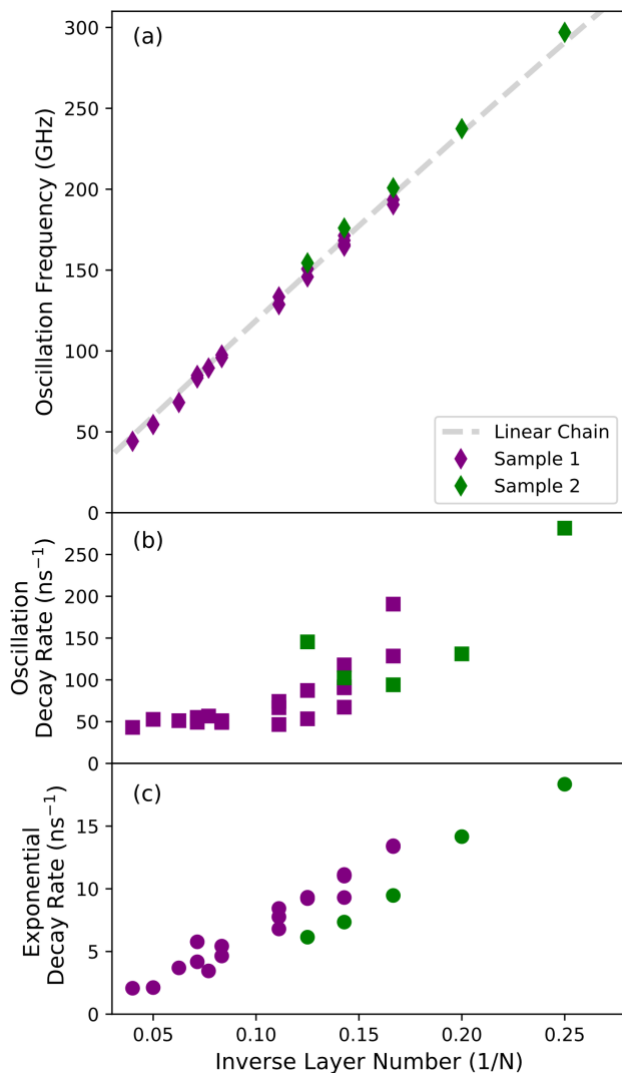 (a)
Oscillation Frequency (GHz)
300
250
200
150
100
50
0
Linear Chain
Sample 1
Sample 2
(b)
Oscillation
Decay Rate (ns⁻¹)
250
200
150
100
50
0
(c)
Exponential
Decay Rate (ns⁻¹)
15
10
5
0
0.05 0.10 0.15 0.20 0.25
Inverse Layer Number (1/N)